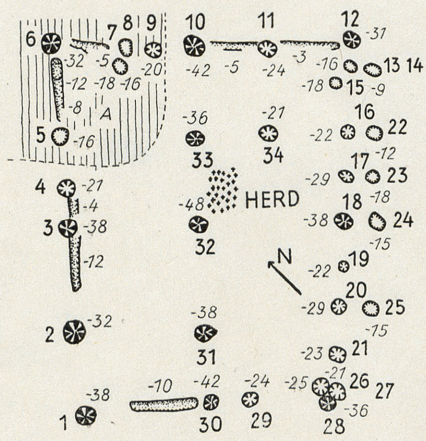 6 7 8 9 10 11 12
-31
-32 -5 -20 -42 -5 -24 -3 -16 13 14
-12 -18 -16 -18 15 -9
-8 A -36 -21 16
5 -16 33 34 -22 22
-12
17
4 -21 -29 23
-4 -48 HERD 18 -18
3 -38 32 -38 24
-12 N -15
-22 19
20
2 -32 -38 -29 25
31 -15
-23 21
-38 -10 -42 -24 -25 -21 26 27
1 30 29 28 -36